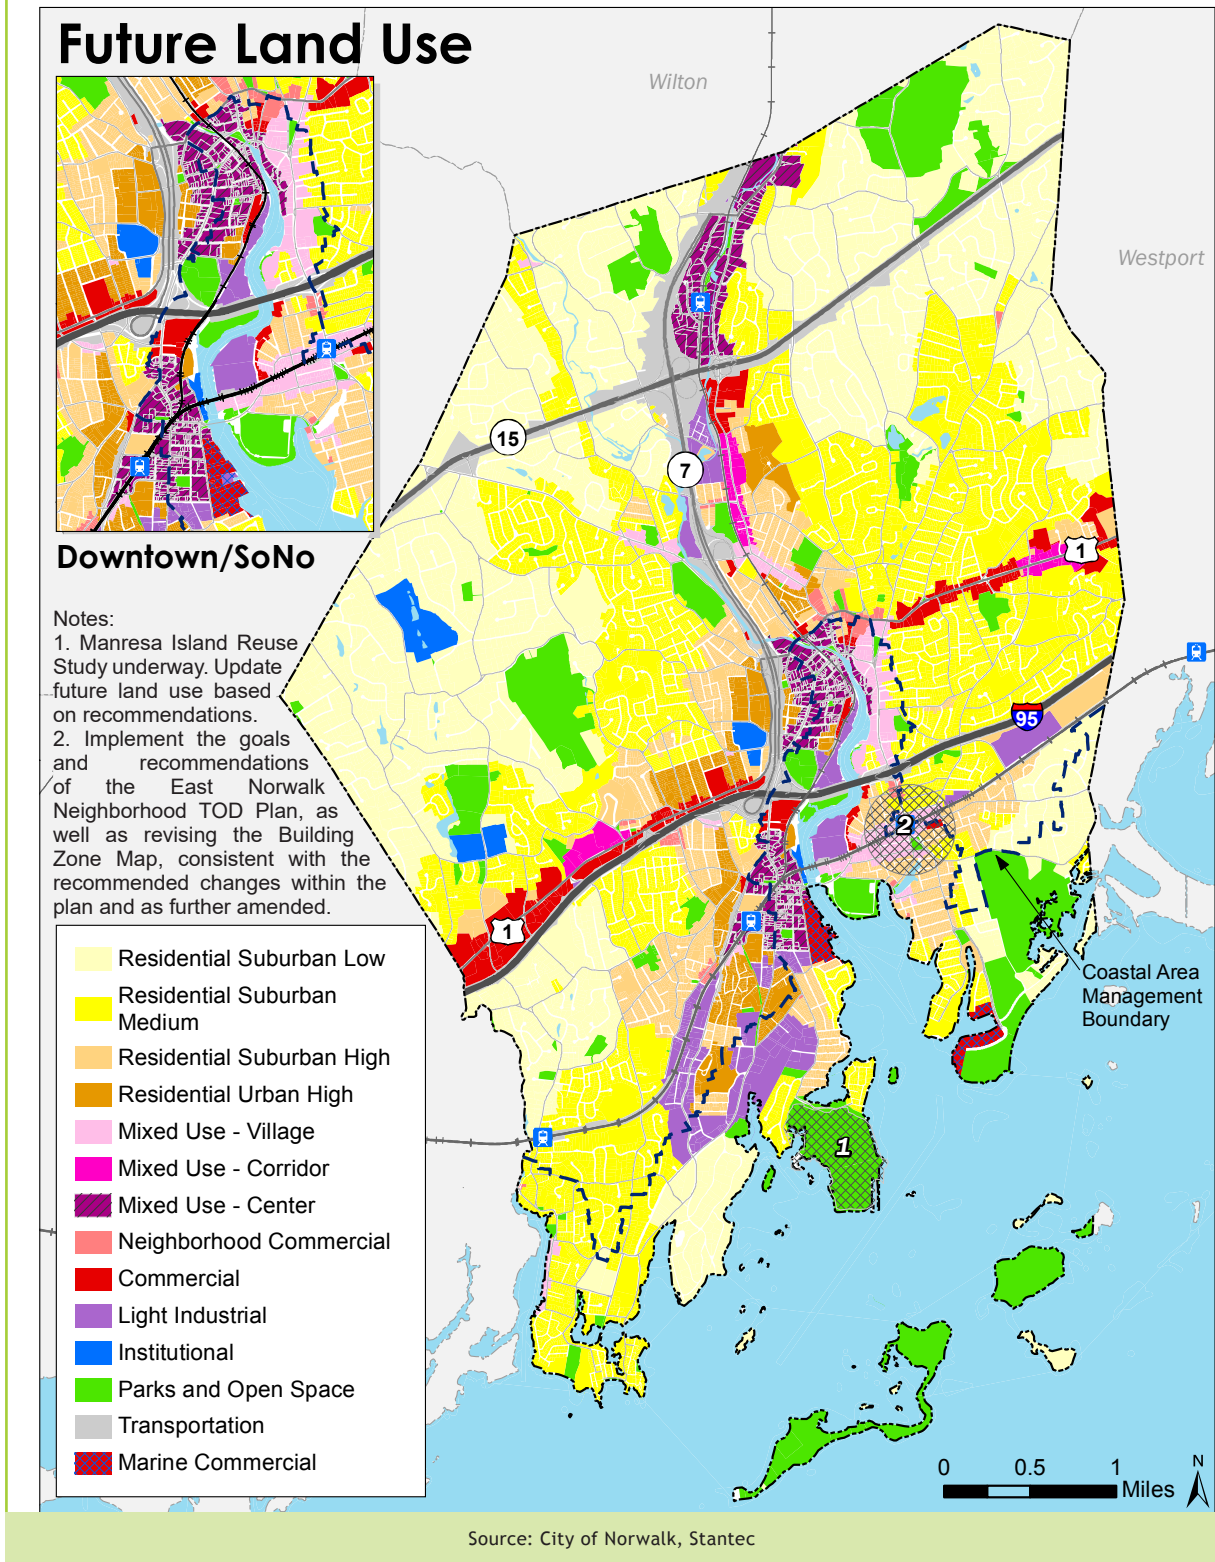 Future Land Use
Wilton
Westport
15
7
1
95
2
1
1
Downtown/SoNo
Notes:
1. Manresa Island Reuse
Study underway. Update
future land use based
on recommendations.
2. Implement the goals
and recommendations
of the East Norwalk
Neighborhood TOD Plan, as
well as revising the Building
Zone Map, consistent with the
recommended changes within the
plan and as further amended.
Residential Suburban Low
Residential Suburban
Medium
Residential Suburban High
Residential Urban High
Mixed Use - Village
Mixed Use - Corridor
Mixed Use - Center
Neighborhood Commercial
Commercial
Light Industrial
Institutional
Parks and Open Space
Transportation
Marine Commercial
Coastal Area
Management
Boundary
0 0.5 1
Miles
N
Source: City of Norwalk, Stantec